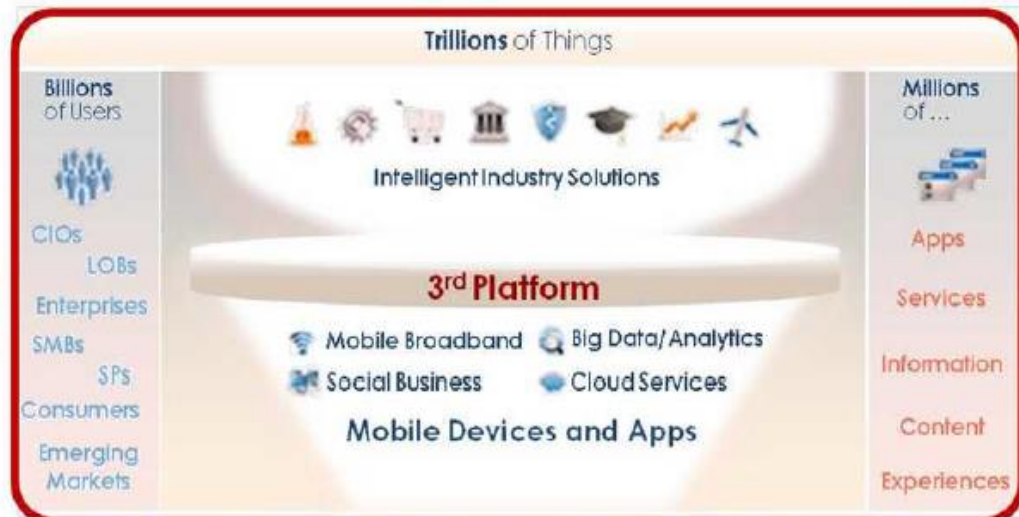 Trillions of Things
Billions
of Users
CIOs
LOBs
Enterprises
SMBs
SPs
Consumers
Emerging
Markets
Intelligent Industry Solutions
3rd Platform
Mobile Broadband
Big Data/Analytics
Social Business
Cloud Services
Mobile Devices and Apps
Millions
of ...
Apps
Services
Information
Content
Experiences